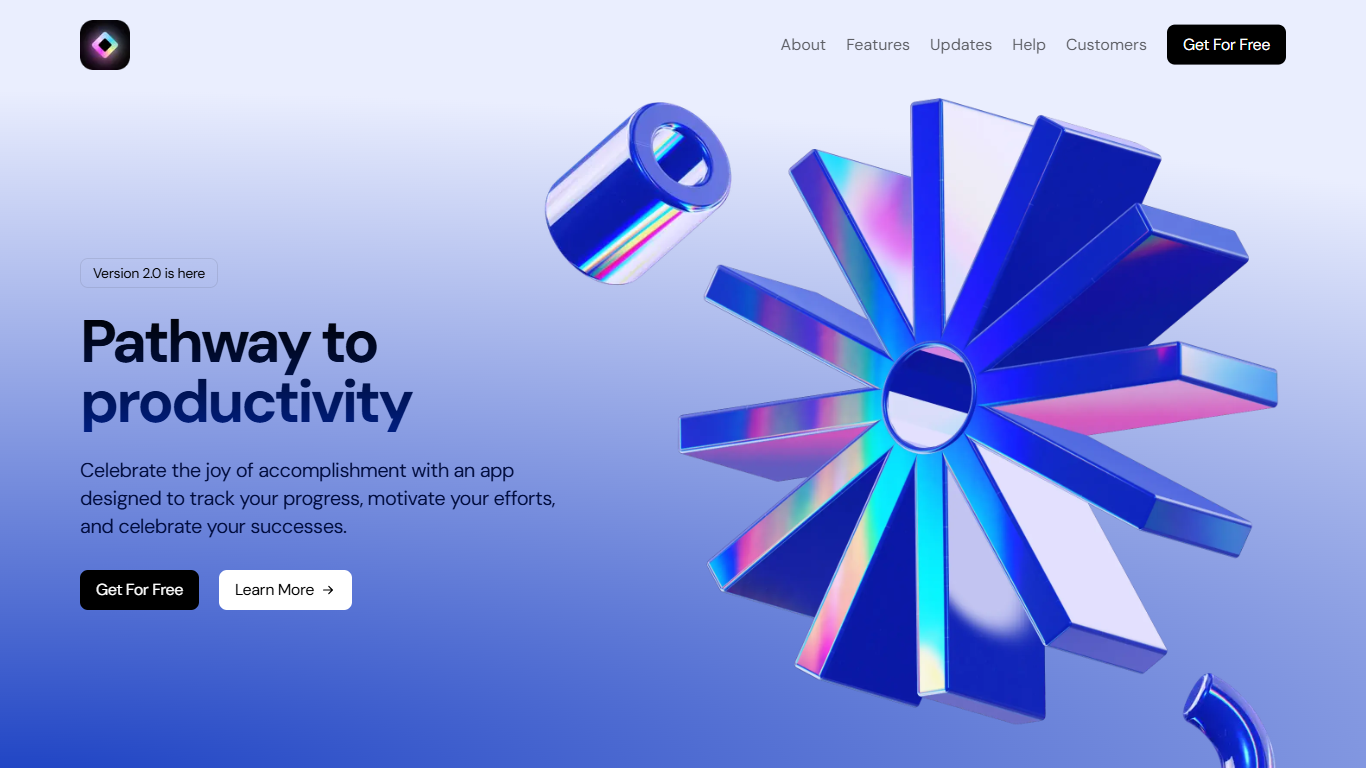 About
Features
Updates
Help
Customers
Get For Free
Version 2.0 is here
Pathway to
productivity
Celebrate the joy of accomplishment with an app
designed to track your progress, motivate your efforts,
and celebrate your successes.
Get For Free
Learn More →